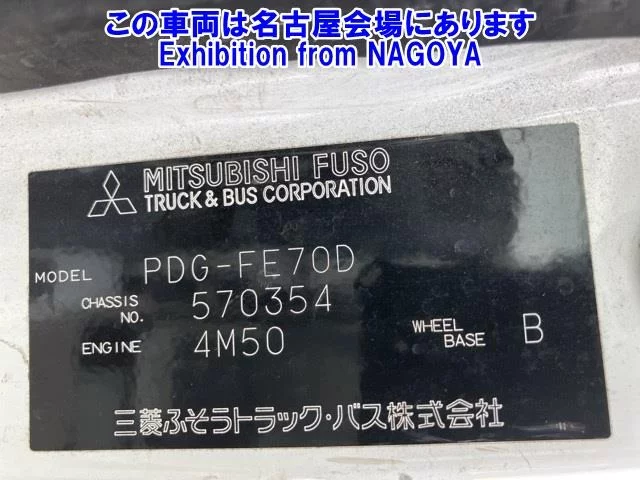 この車両は名古屋会場にあります
Exhibition from NAGOYA
MITSUBISHI FUSO
TRUCK & BUS CORPORATION
MODEL PDG-FE70D
CHASSIS NO. 570354
ENGINE 4M50 WHEEL BASE B
三菱ふそうトラック・バス株式会社